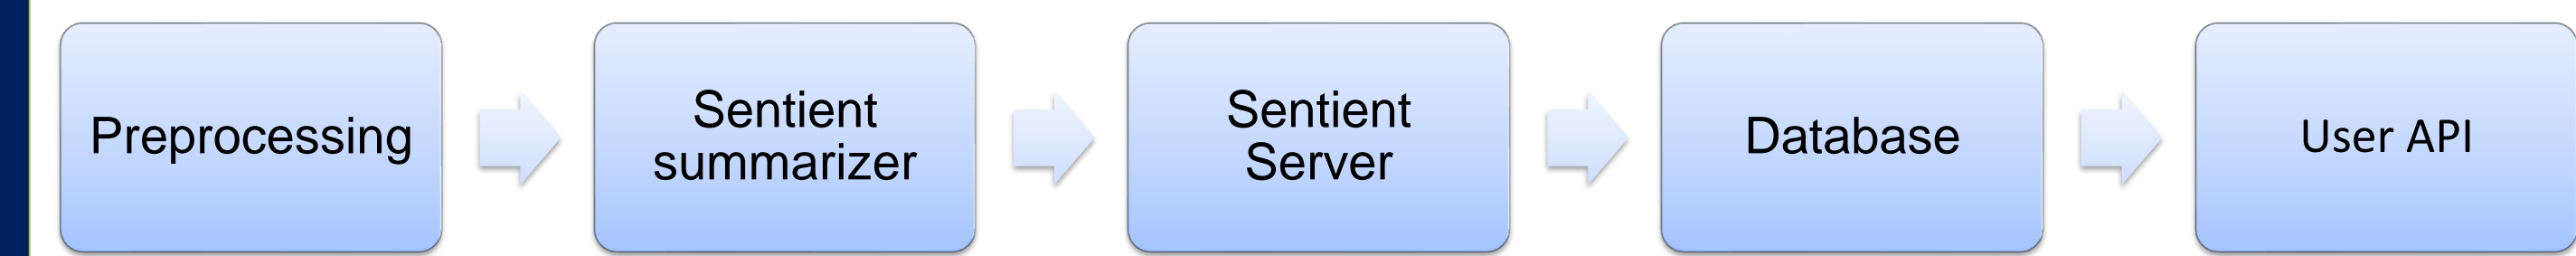 Preprocessing
Sentient
summarizer
Sentient
Server
Database
User API